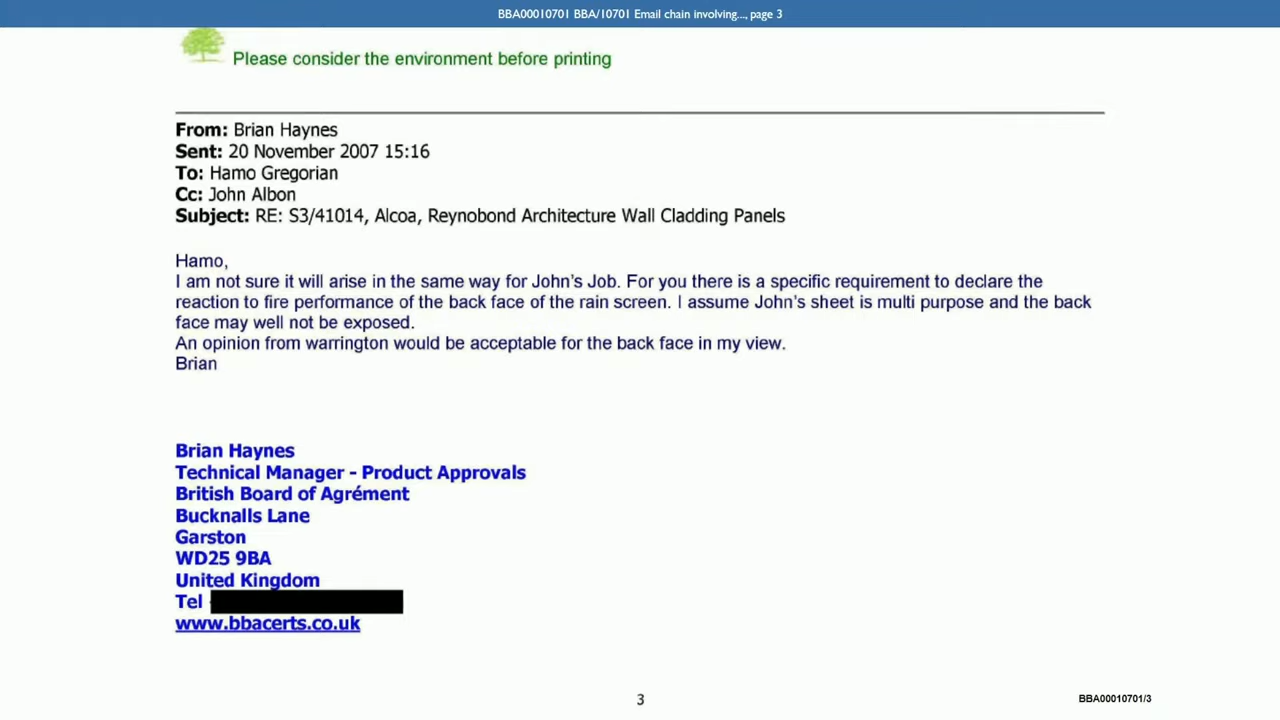 BBA00010701 BBA/10701 Email chain involving..., page 3
Please consider the environment before printing
From: Brian Haynes
Sent: 20 November 2007 15:16
To: Hamo Gregorian
Cc: John Albon
Subject: RE: S3/41014, Alcoa, Reynobond Architecture Wall Cladding Panels
Hamo,
I am not sure it will arise in the same way for John's Job. For you there is a specific requirement to declare the
reaction to fire performance of the back face of the rain screen. I assume John's sheet is multi purpose and the back
face may well not be exposed.
An opinion from warrington would be acceptable for the back face in my view.
Brian
Brian Haynes
Technical Manager - Product Approvals
British Board of Agrément
Bucknalls Lane
Garston
WD25 9BA
United Kingdom
Tel
www.bbacerts.co.uk
3
BBA00010701/3